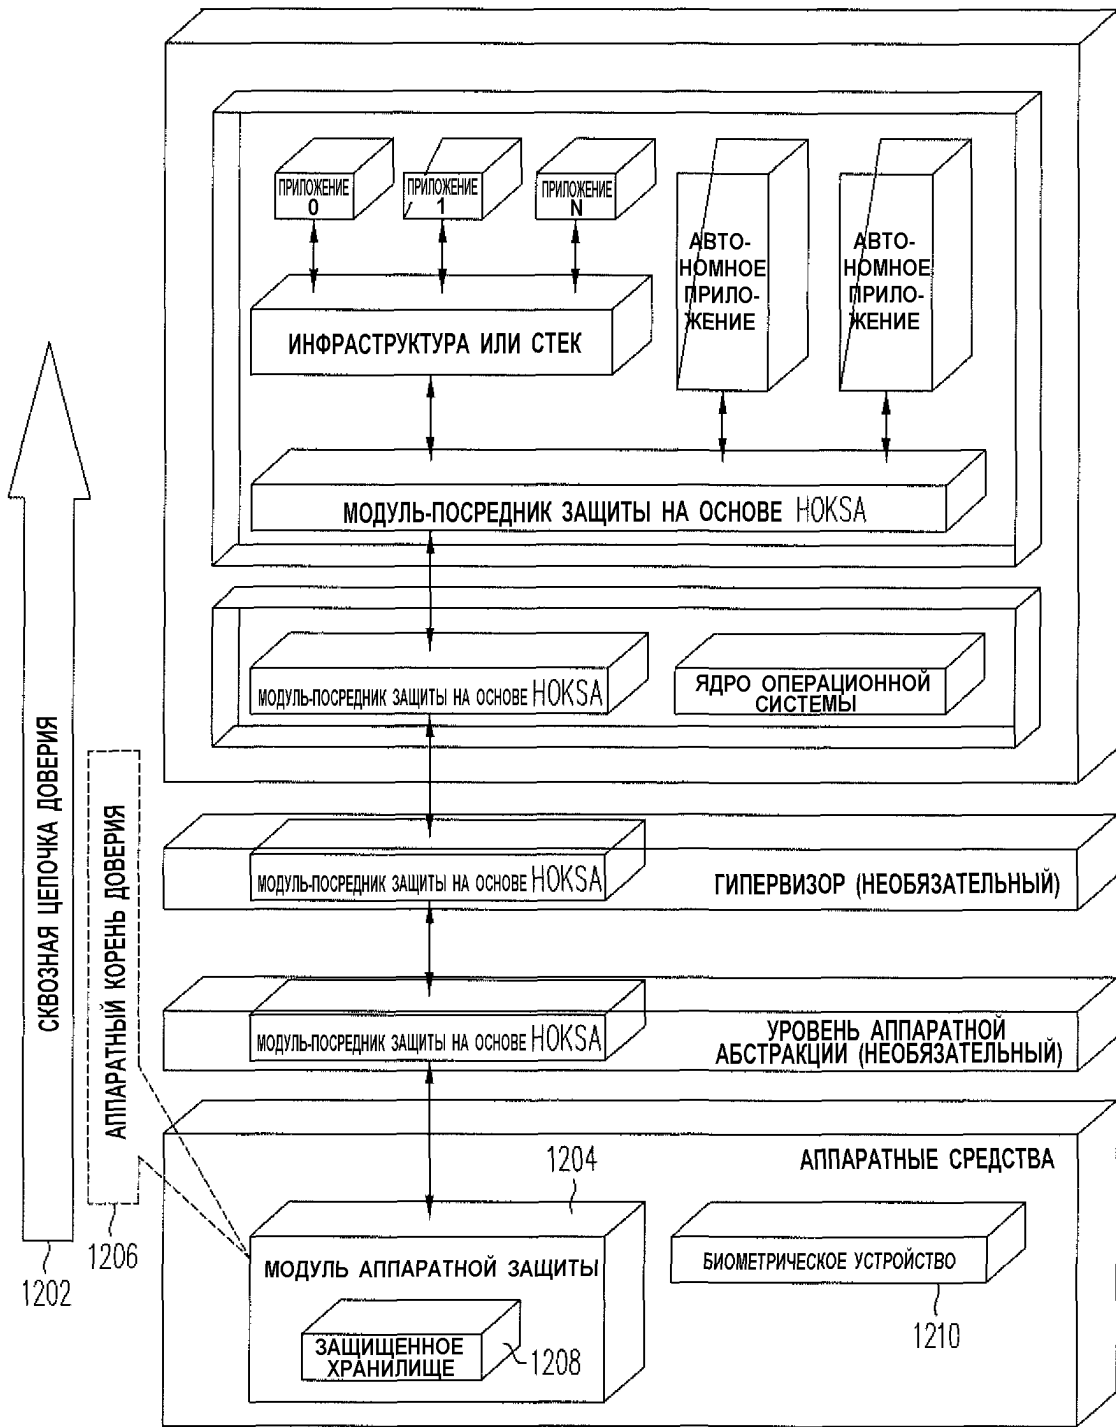 ПРИЛОЖЕНИЕ
0
ПРИЛОЖЕНИЕ
1
ПРИЛОЖЕНИЕ
N
АВТО-
НОМНОЕ
ПРИЛО-
ЖЕНИЕ
АВТО-
НОМНОЕ
ПРИЛО-
ЖЕНИЕ
ИНФРАСТРУКТУРА ИЛИ СТЕК
МОДУЛЬ-ПОСРЕДНИК ЗАЩИТЫ НА ОСНОВЕ HOKSA
МОДУЛЬ-ПОСРЕДНИК ЗАЩИТЫ НА ОСНОВЕ HOKSA
ЯДРО ОПЕРАЦИОННОЙ
СИСТЕМЫ
МОДУЛЬ-ПОСРЕДНИК ЗАЩИТЫ НА ОСНОВЕ HOKSA
ГИПЕРВИЗОР (НЕОБЯЗАТЕЛЬНЫЙ)
МОДУЛЬ-ПОСРЕДНИК ЗАЩИТЫ НА ОСНОВЕ HOKSA
УРОВЕНЬ АППАРАТНОЙ
АБСТРАКЦИИ (НЕОБЯЗАТЕЛЬНЫЙ)
СКВОЗНАЯ ЦЕПОЧКА ДОВЕРИЯ
1202
АППАРАТНЫЙ КОРЕНЬ ДОВЕРИЯ
1206
АППАРАТНЫЕ СРЕДСТВА
1204
МОДУЛЬ АППАРАТНОЙ ЗАЩИТЫ
ЗАЩИЩЕННОЕ
ХРАНИЛИЩЕ
1208
БИОМЕТРИЧЕСКОЕ УСТРОЙСТВО
1210